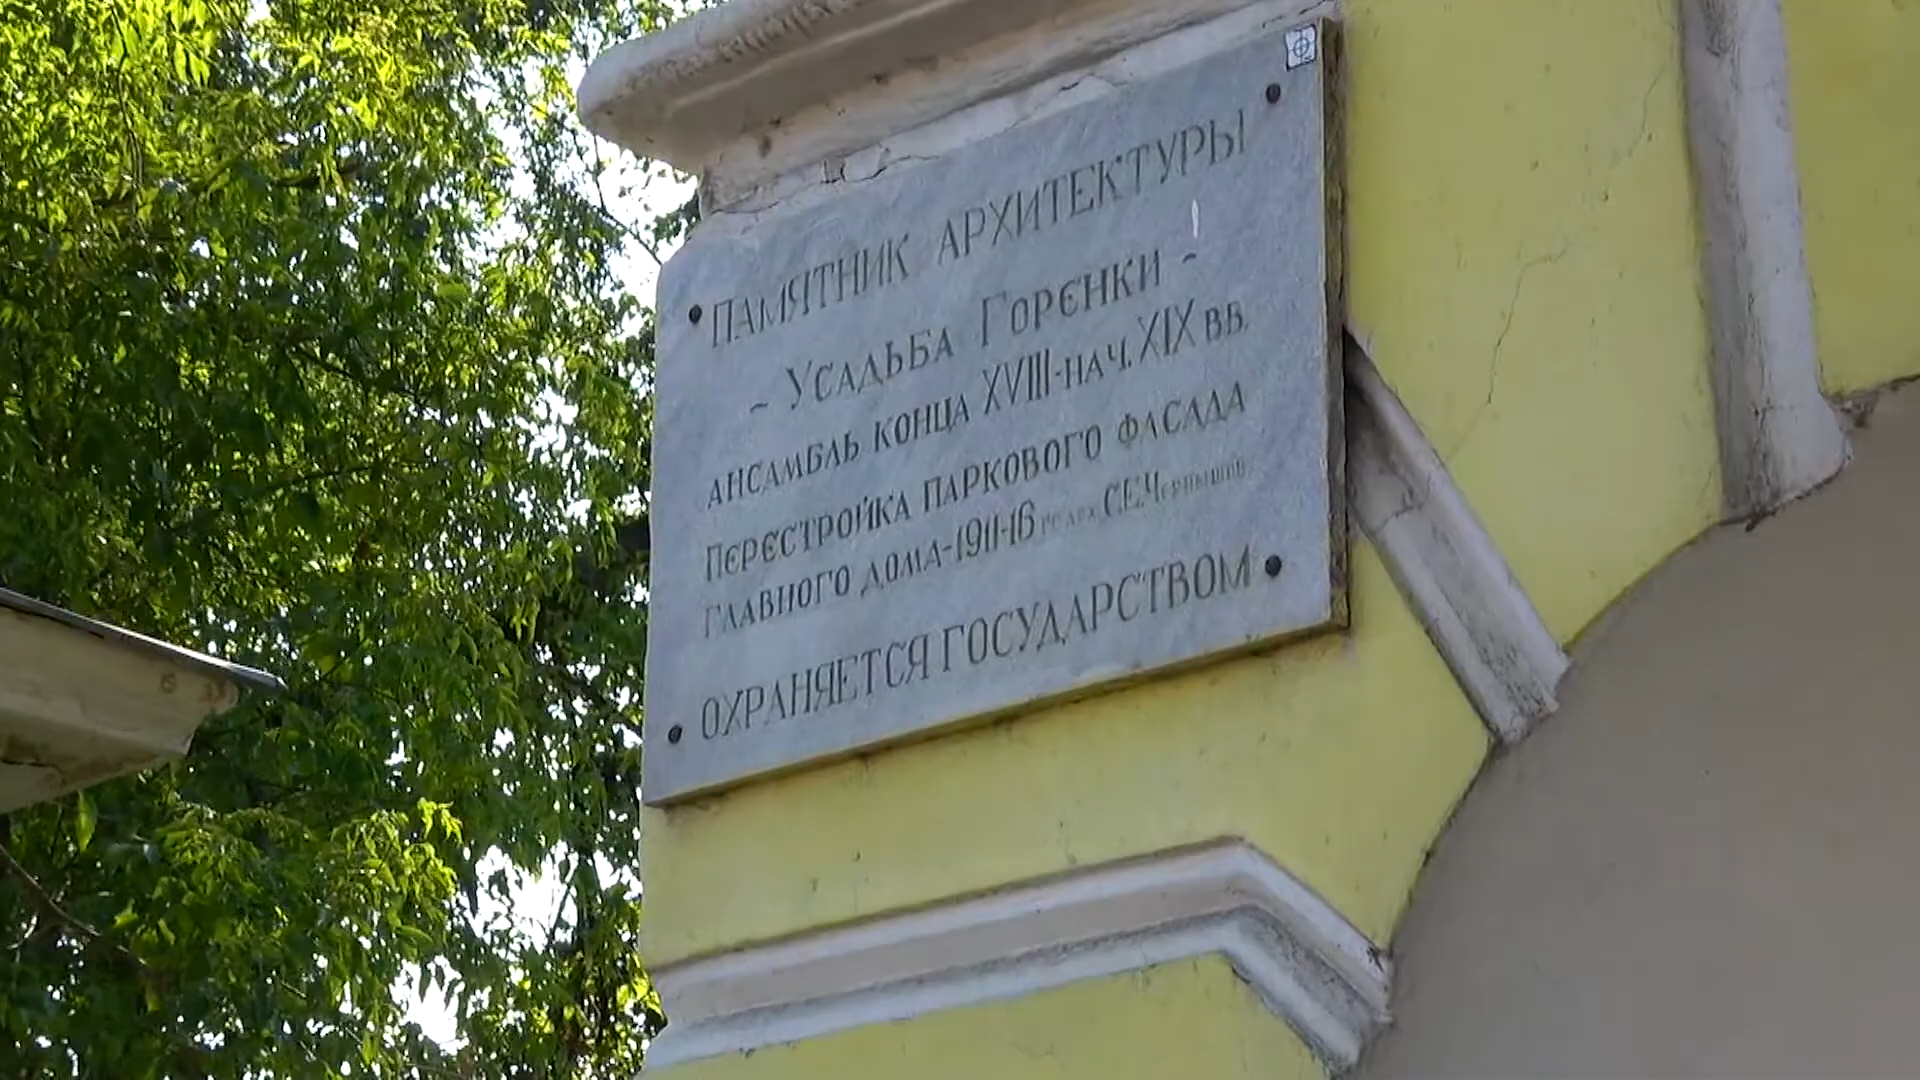 ПАМЯТНИК АРХИТЕКТУРЫ
~ УСАДЬБА ГОРЕНКИ ~
АНСАМБЛЬ КОНЦА XVIII-НАЧ. XIX ВВ.
ПЕРЕСТРОЙКА ПАРКОВОГО ФАСАДА
ГЛАВНОГО ДОМА-1911-16 С.Е.ЧЕРНЫШОВ
ОХРАНЯЕТСЯ ГОСУДАРСТВОМ